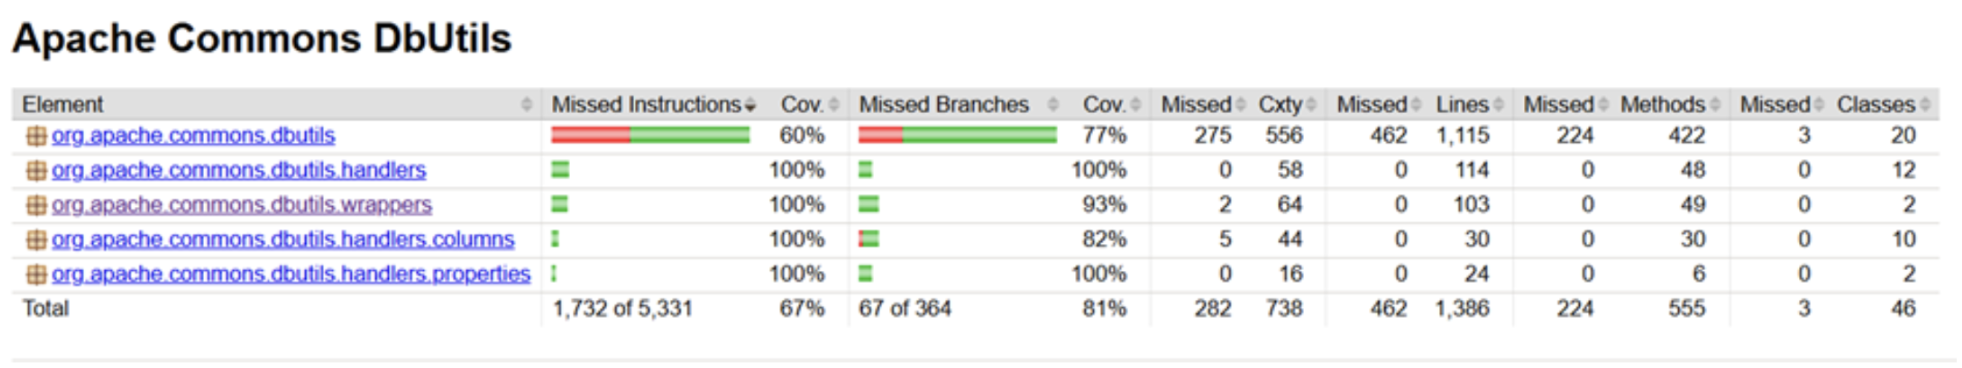 Apache Commons DbUtils
Element Missed Instructions Cov. Missed Branches Cov. Missed Cxty Missed Lines Missed Methods Missed Classes
org.apache.commons.dbutils 60% 77% 275 556 462 1,115 224 422 3 20
org.apache.commons.dbutils.handlers 100% 100% 0 58 0 114 0 48 0 12
org.apache.commons.dbutils.wrappers 100% 93% 2 64 0 103 0 49 0 2
org.apache.commons.dbutils.handlers.columns 100% 82% 5 44 0 30 0 30 0 10
org.apache.commons.dbutils.handlers.properties 100% 100% 0 16 0 24 0 6 0 2
Total 1,732 of 5,331 67% 67 of 364 81% 282 738 462 1,386 224 555 3 46